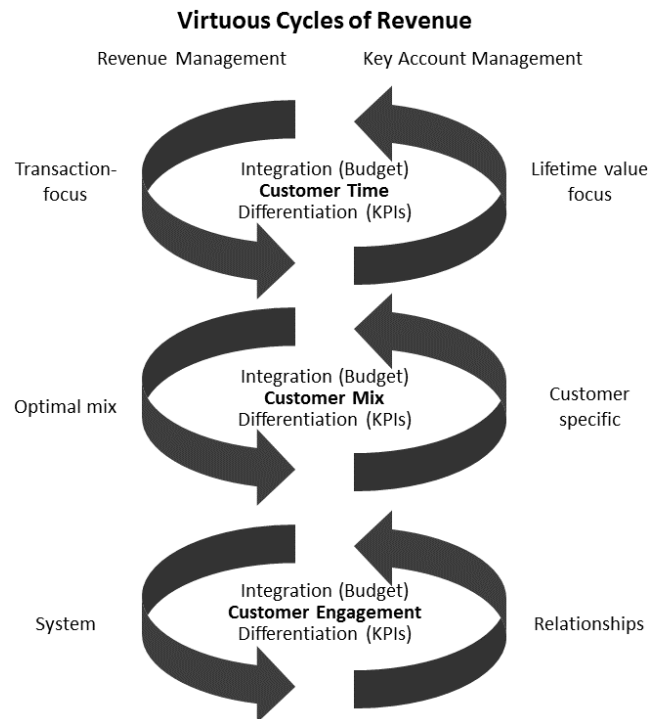 Virtuous Cycles of Revenue
Revenue Management
Key Account Management
Transaction-
focus
Integration (Budget)
Customer Time
Differentiation (KPIs)
Lifetime value
focus
Optimal mix
Integration (Budget)
Customer Mix
Differentiation (KPIs)
Customer
specific
System
Integration (Budget)
Customer Engagement
Differentiation (KPIs)
Relationships